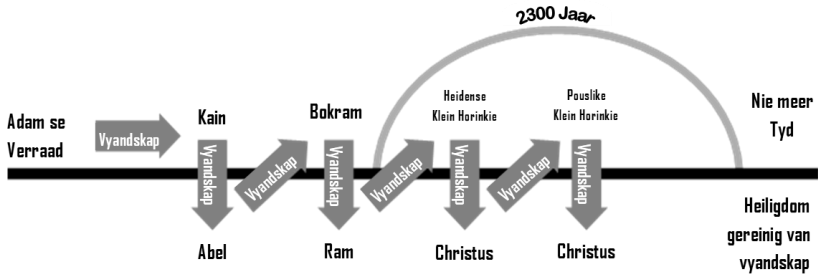 2300 Jaar
Adam se
Verraad
Vyandskap
Kain
Vyandskap
Abel
Vyandskap
Bokram
Vyandskap
Ram
Vyandskap
Heidense
Klein Horinkie
Vyandskap
Christus
Vyandskap
Pouslike
Klein Horinkie
Vyandskap
Christus
Nie meer
Tyd
Heiligdom
gereinig van
vyandskap